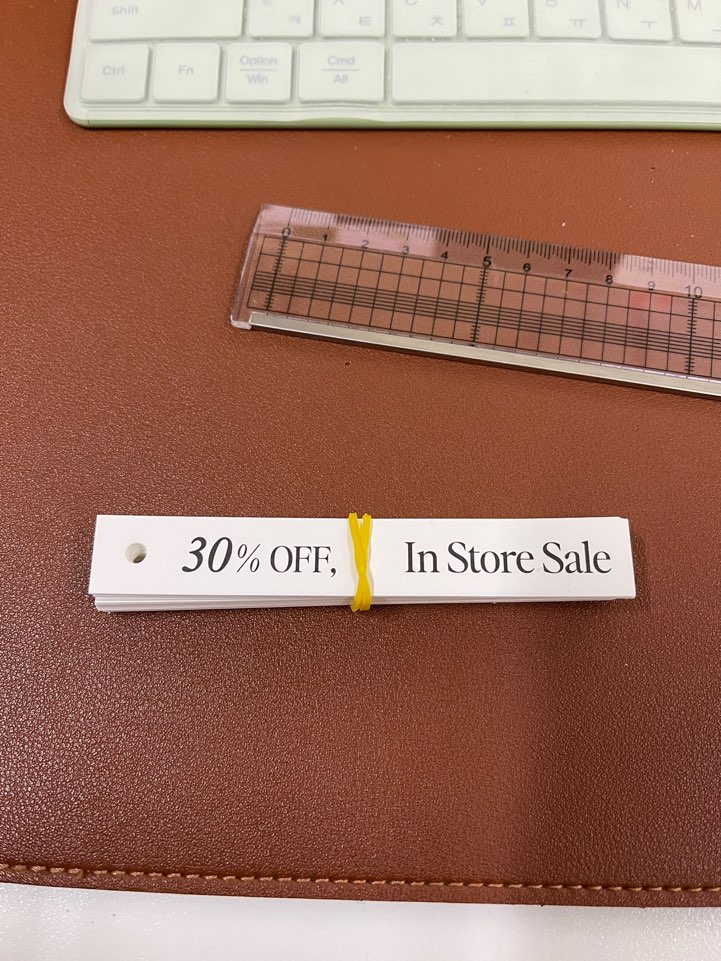 Shift ㅋ ㅌ ㅊ V ㅍ B ㅠ N ㅜ M
Ctrl Fn Option Win Cmd Alt
0 1 2 3 4 5 6 7 8 9 10
30% OFF, In Store Sale